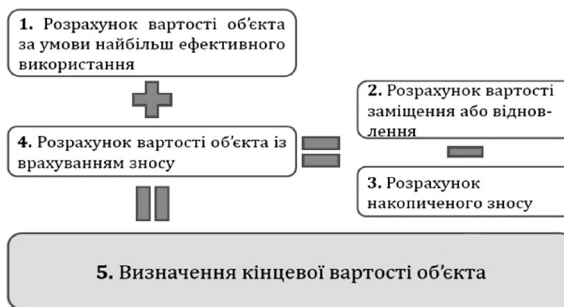 1. Розрахунок вартості об’єкта
за умови найбільш ефективного
використання
2. Розрахунок вартості
заміщення або віднов-
лення
4. Розрахунок вартості об’єкта із
врахуванням зносу
3. Розрахунок
накопиченого зносу
5. Визначення кінцевої вартості об’єкта